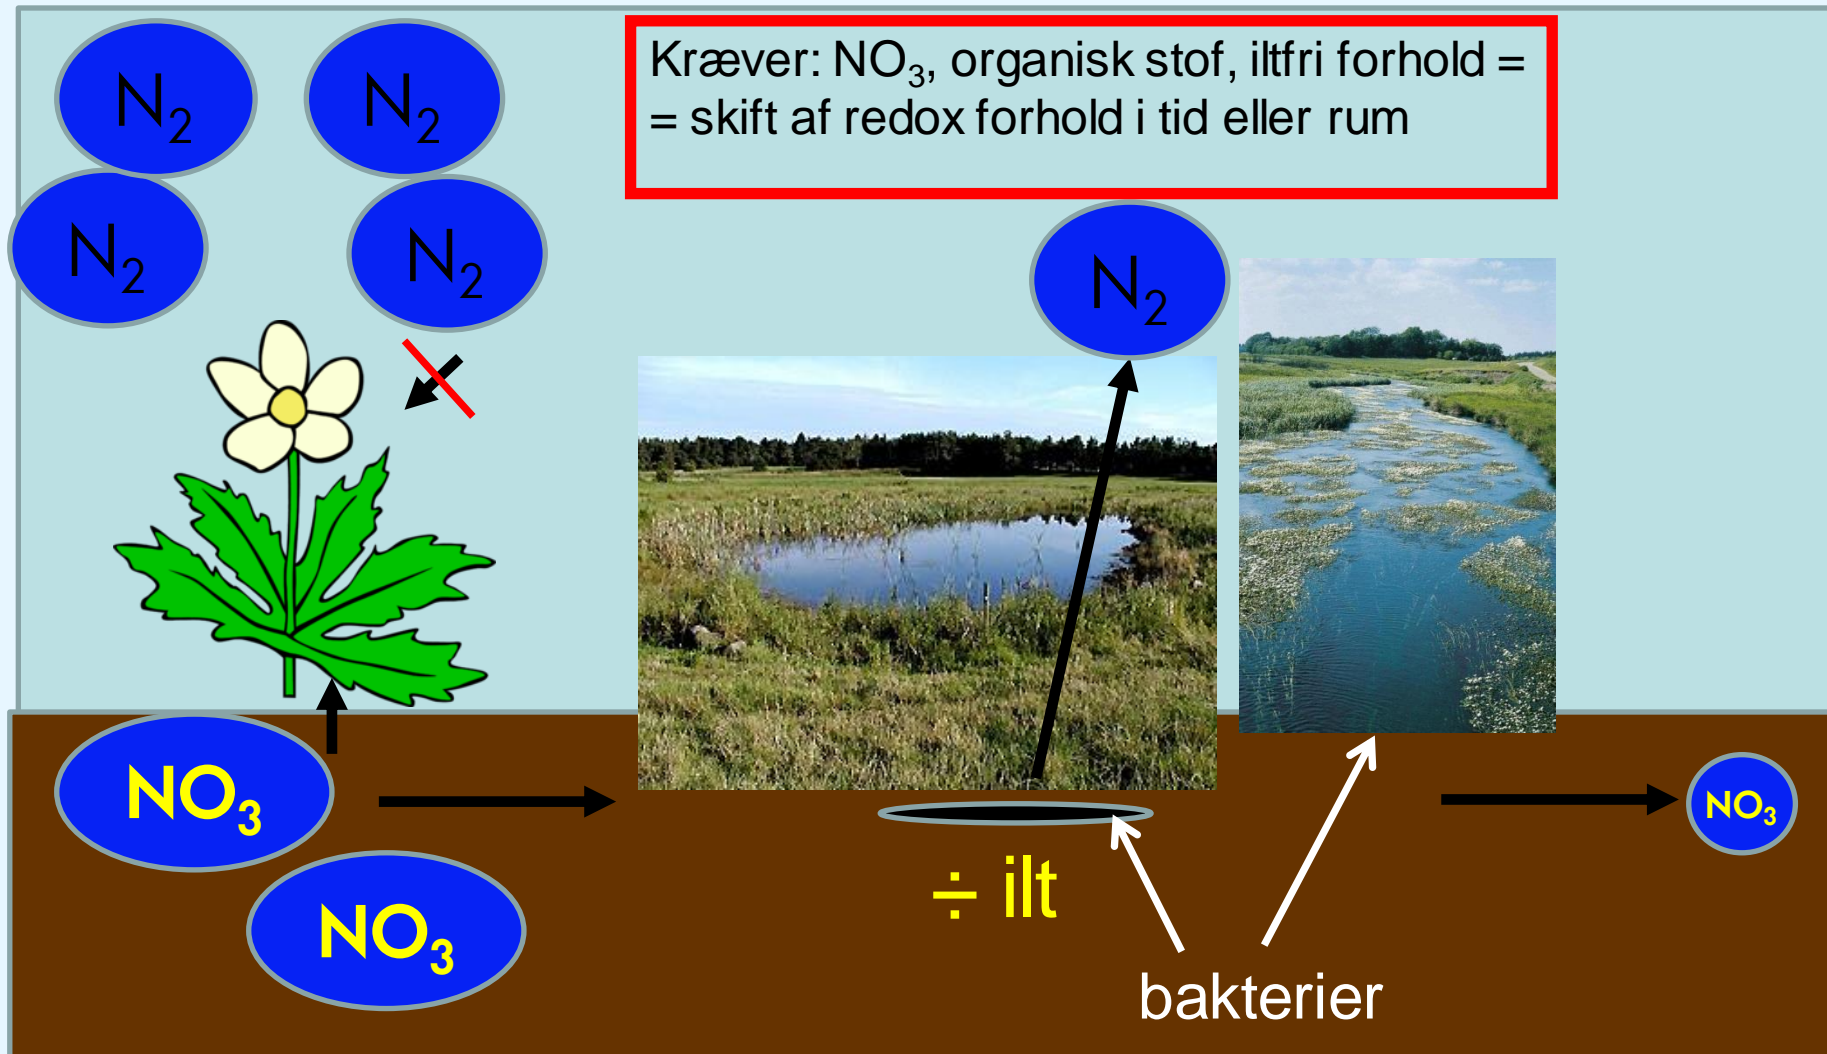 N₂
N₂
Kræver: NO₃, organisk stof, iltfri forhold =
= skift af redox forhold i tid eller rum
N₂
N₂
N₂
NO₃
NO₃
NO₃
÷ ilt
bakterier